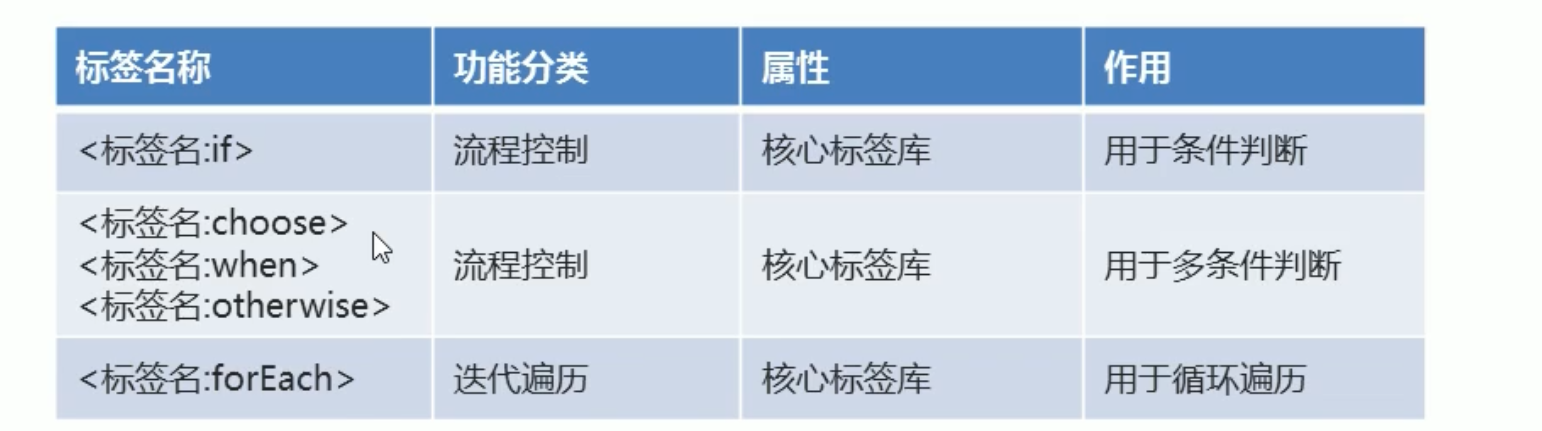 标签名称 功能分类 属性 作用
<标签名:if> 流程控制 核心标签库 用于条件判断
<标签名:choose>
<标签名:when> 流程控制 核心标签库 用于多条件判断
<标签名:otherwise>
<标签名:forEach> 迭代遍历 核心标签库 用于循环遍历